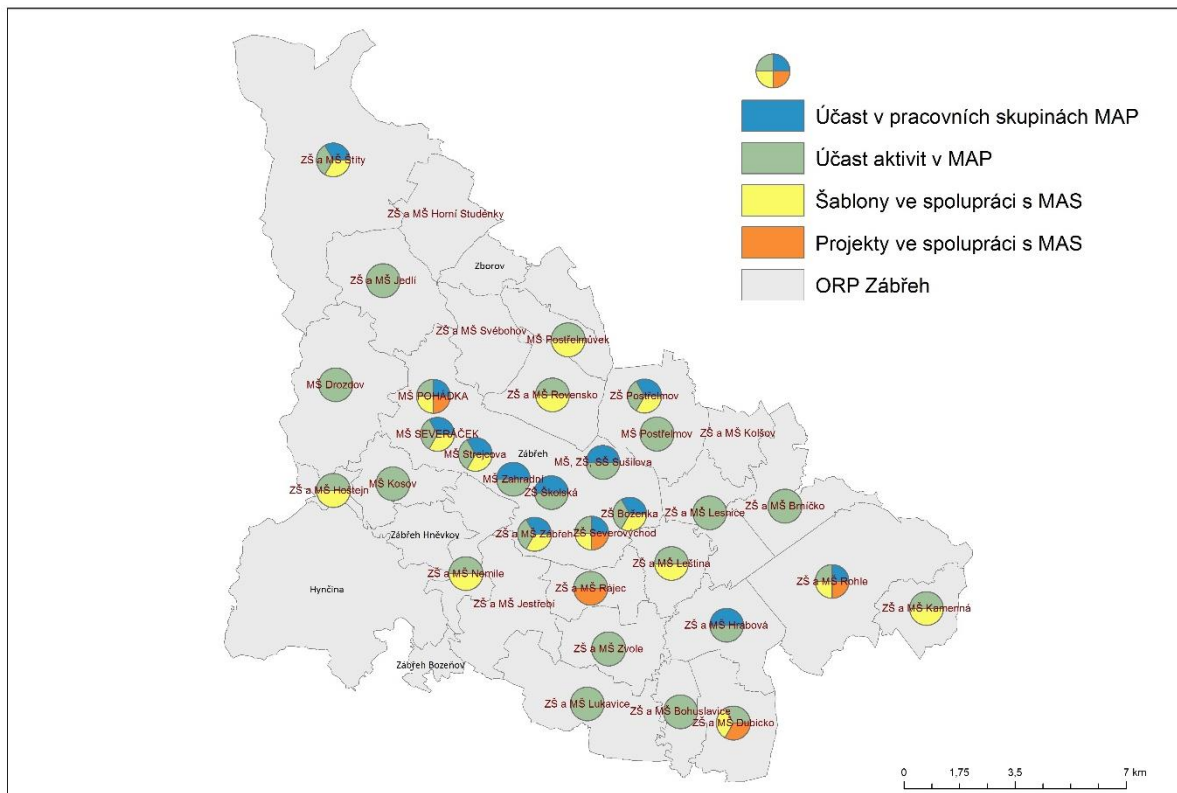 Účast v pracovních skupinách MAP
Účast aktivit v MAP
Šablony ve spolupráci s MAS
Projekty ve spolupráci s MAS
ORP Zábřeh
ZŠ a MŠ Štíty
ZŠ a MŠ Horní Studénky
Zborov
ZŠ a MŠ Jedlí
ZŠ a MŠ Svébohov
MŠ Postřelmůvek
MŠ Drozdov
MŠ POHÁDKA
ZŠ a MŠ Rovensko
ZŠ Postřelmov
MŠ SEVERÁČEK
MŠ Postřelmov
ZŠ a MŠ Kolšov
MŠ Strejcova
Zábřeh
MŠ, ZŠ, SŠ Sušilova
MŠ Zahradní
MŠ Kosov
ZŠ a MŠ Hoštejn
ZŠ Školská
ZŠ a MŠ Brníčko
ZŠ Boženka
ZŠ a MŠ Lesnice
Zábřeh Hněvkov
ZŠ a MŠ Zábřeh
ZŠ Severovýchod
ZŠ a MŠ Leština
ZŠ a MŠ Nemile
ZŠ a MŠ Rájec
ZŠ a MŠ Rohle
Hynčina
ZŠ a MŠ Jestřebí
ZŠ a MŠ Kamenná
ZŠ a MŠ Hrabová
ZŠ a MŠ Zvole
Zábřeh Bozeňov
ZŠ a MŠ Lukavice
ZŠ a MŠ Bohuslavice
ZŠ a MŠ Dubicko
0 1,75 3,5 7 km